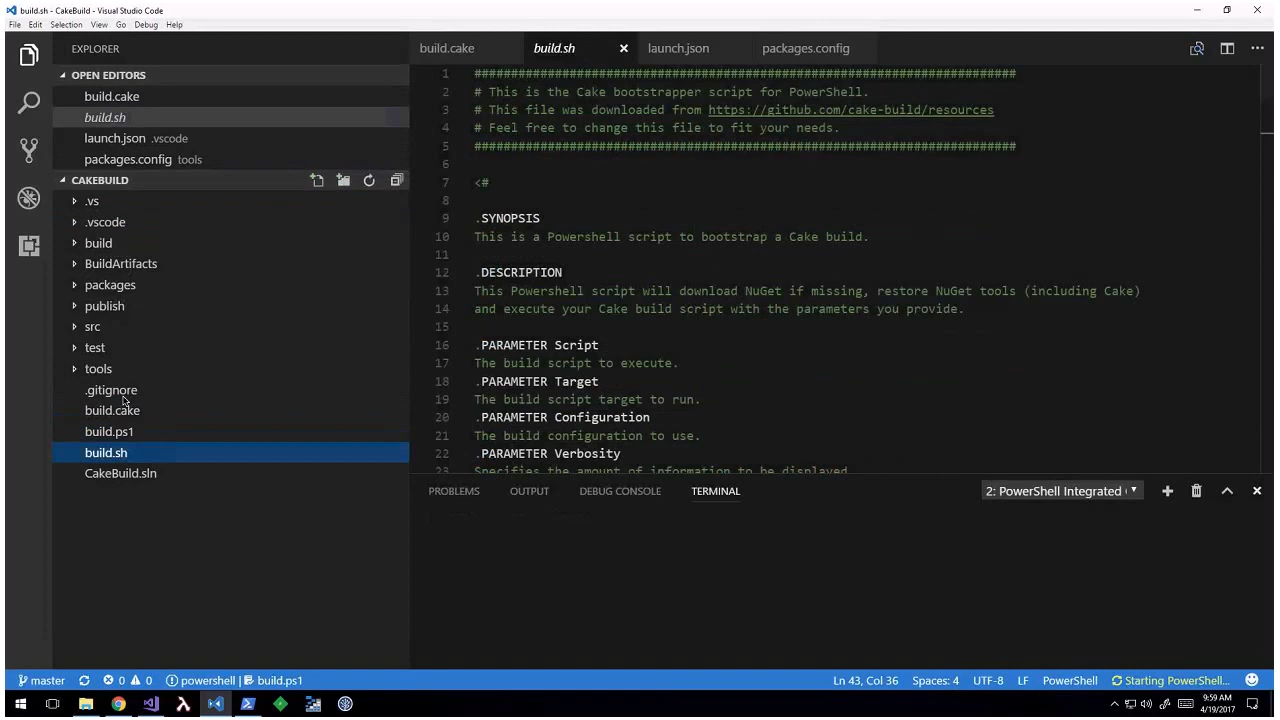 build.sh - CakeBuild - Visual Studio Code
File Edit Selection View Go Debug Help
EXPLORER
OPEN EDITORS
build.cake
build.sh
launch.json .vscode
packages.config tools
CAKEBUILD
.vs
.vscode
build
BuildArtifacts
packages
publish
src
test
tools
.gitignore
build.cake
build.ps1
build.sh
CakeBuild.sln
build.cake build.sh launch.json packages.config
1 ##########################################################################
2 # This is the Cake bootstrapper script for PowerShell.
3 # This file was downloaded from https://github.com/cake-build/resources
4 # Feel free to change this file to fit your needs.
5 ##########################################################################
6
7 <#
8
9 .SYNOPSIS
10 This is a Powershell script to bootstrap a Cake build.
11
12 .DESCRIPTION
13 This Powershell script will download NuGet if missing, restore NuGet tools (including Cake)
14 and execute your Cake build script with the parameters you provide.
15
16 .PARAMETER Script
17 The build script to execute.
18 .PARAMETER Target
19 The build script target to run.
20 .PARAMETER Configuration
21 The build configuration to use.
22 .PARAMETER Verbosity
23 Specifies the amount of information to be displayed
PROBLEMS OUTPUT DEBUG CONSOLE TERMINAL 2: PowerShell Integrated
master 0 0 powershell | build.ps1 Ln 43, Col 36 Spaces: 4 UTF-8 LF PowerShell Starting PowerShell...
9:59 AM
4/19/2017